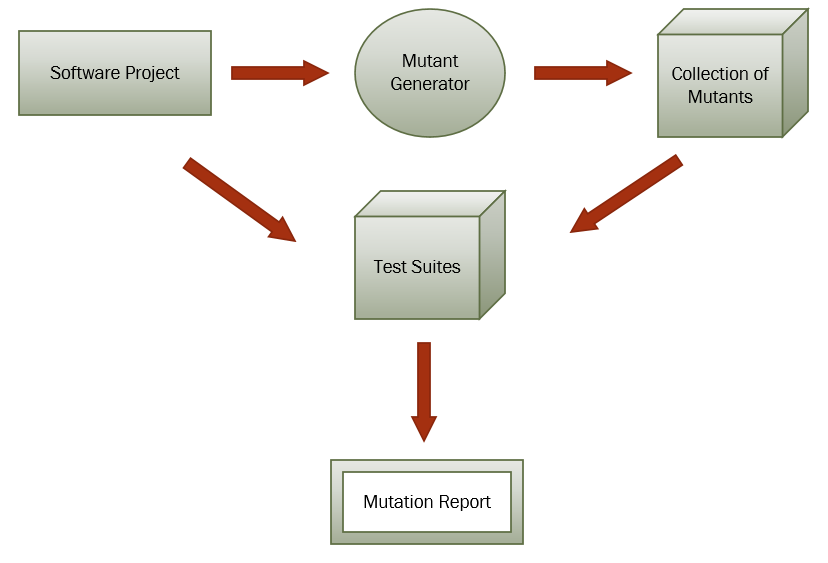 Software Project
Mutant
Generator
Collection of
Mutants
Test Suites
Mutation Report